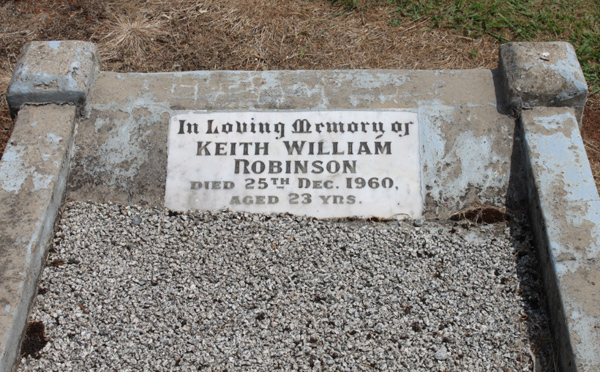 In Loving Memory of
KEITH WILLIAM
ROBINSON
DIED 25TH DEC. 1960.
AGED 23 YRS.